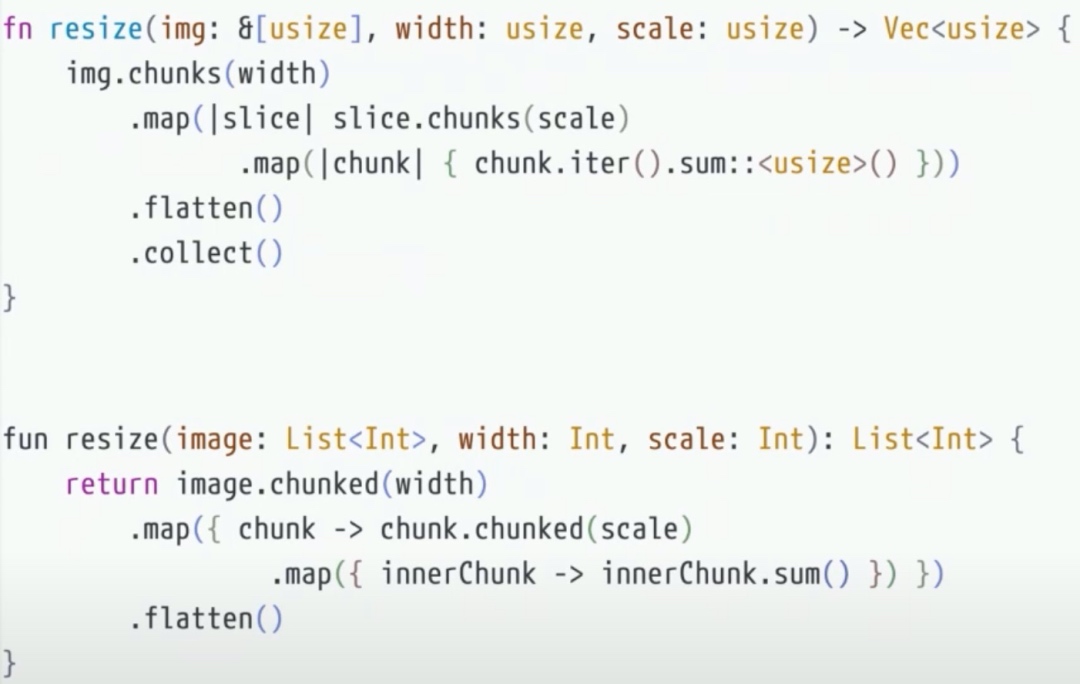 fn resize(img: &[usize], width: usize, scale: usize) -> Vec<usize> {
    img.chunks(width)
        .map(|slice| slice.chunks(scale)
               .map(|chunk| { chunk.iter().sum::<usize>() }))
        .flatten()
        .collect()
}
fun resize(image: List<Int>, width: Int, scale: Int): List<Int> {
    return image.chunked(width)
        .map({ chunk -> chunk.chunked(scale)
                 .map({ innerChunk -> innerChunk.sum() }) })
        .flatten()
}